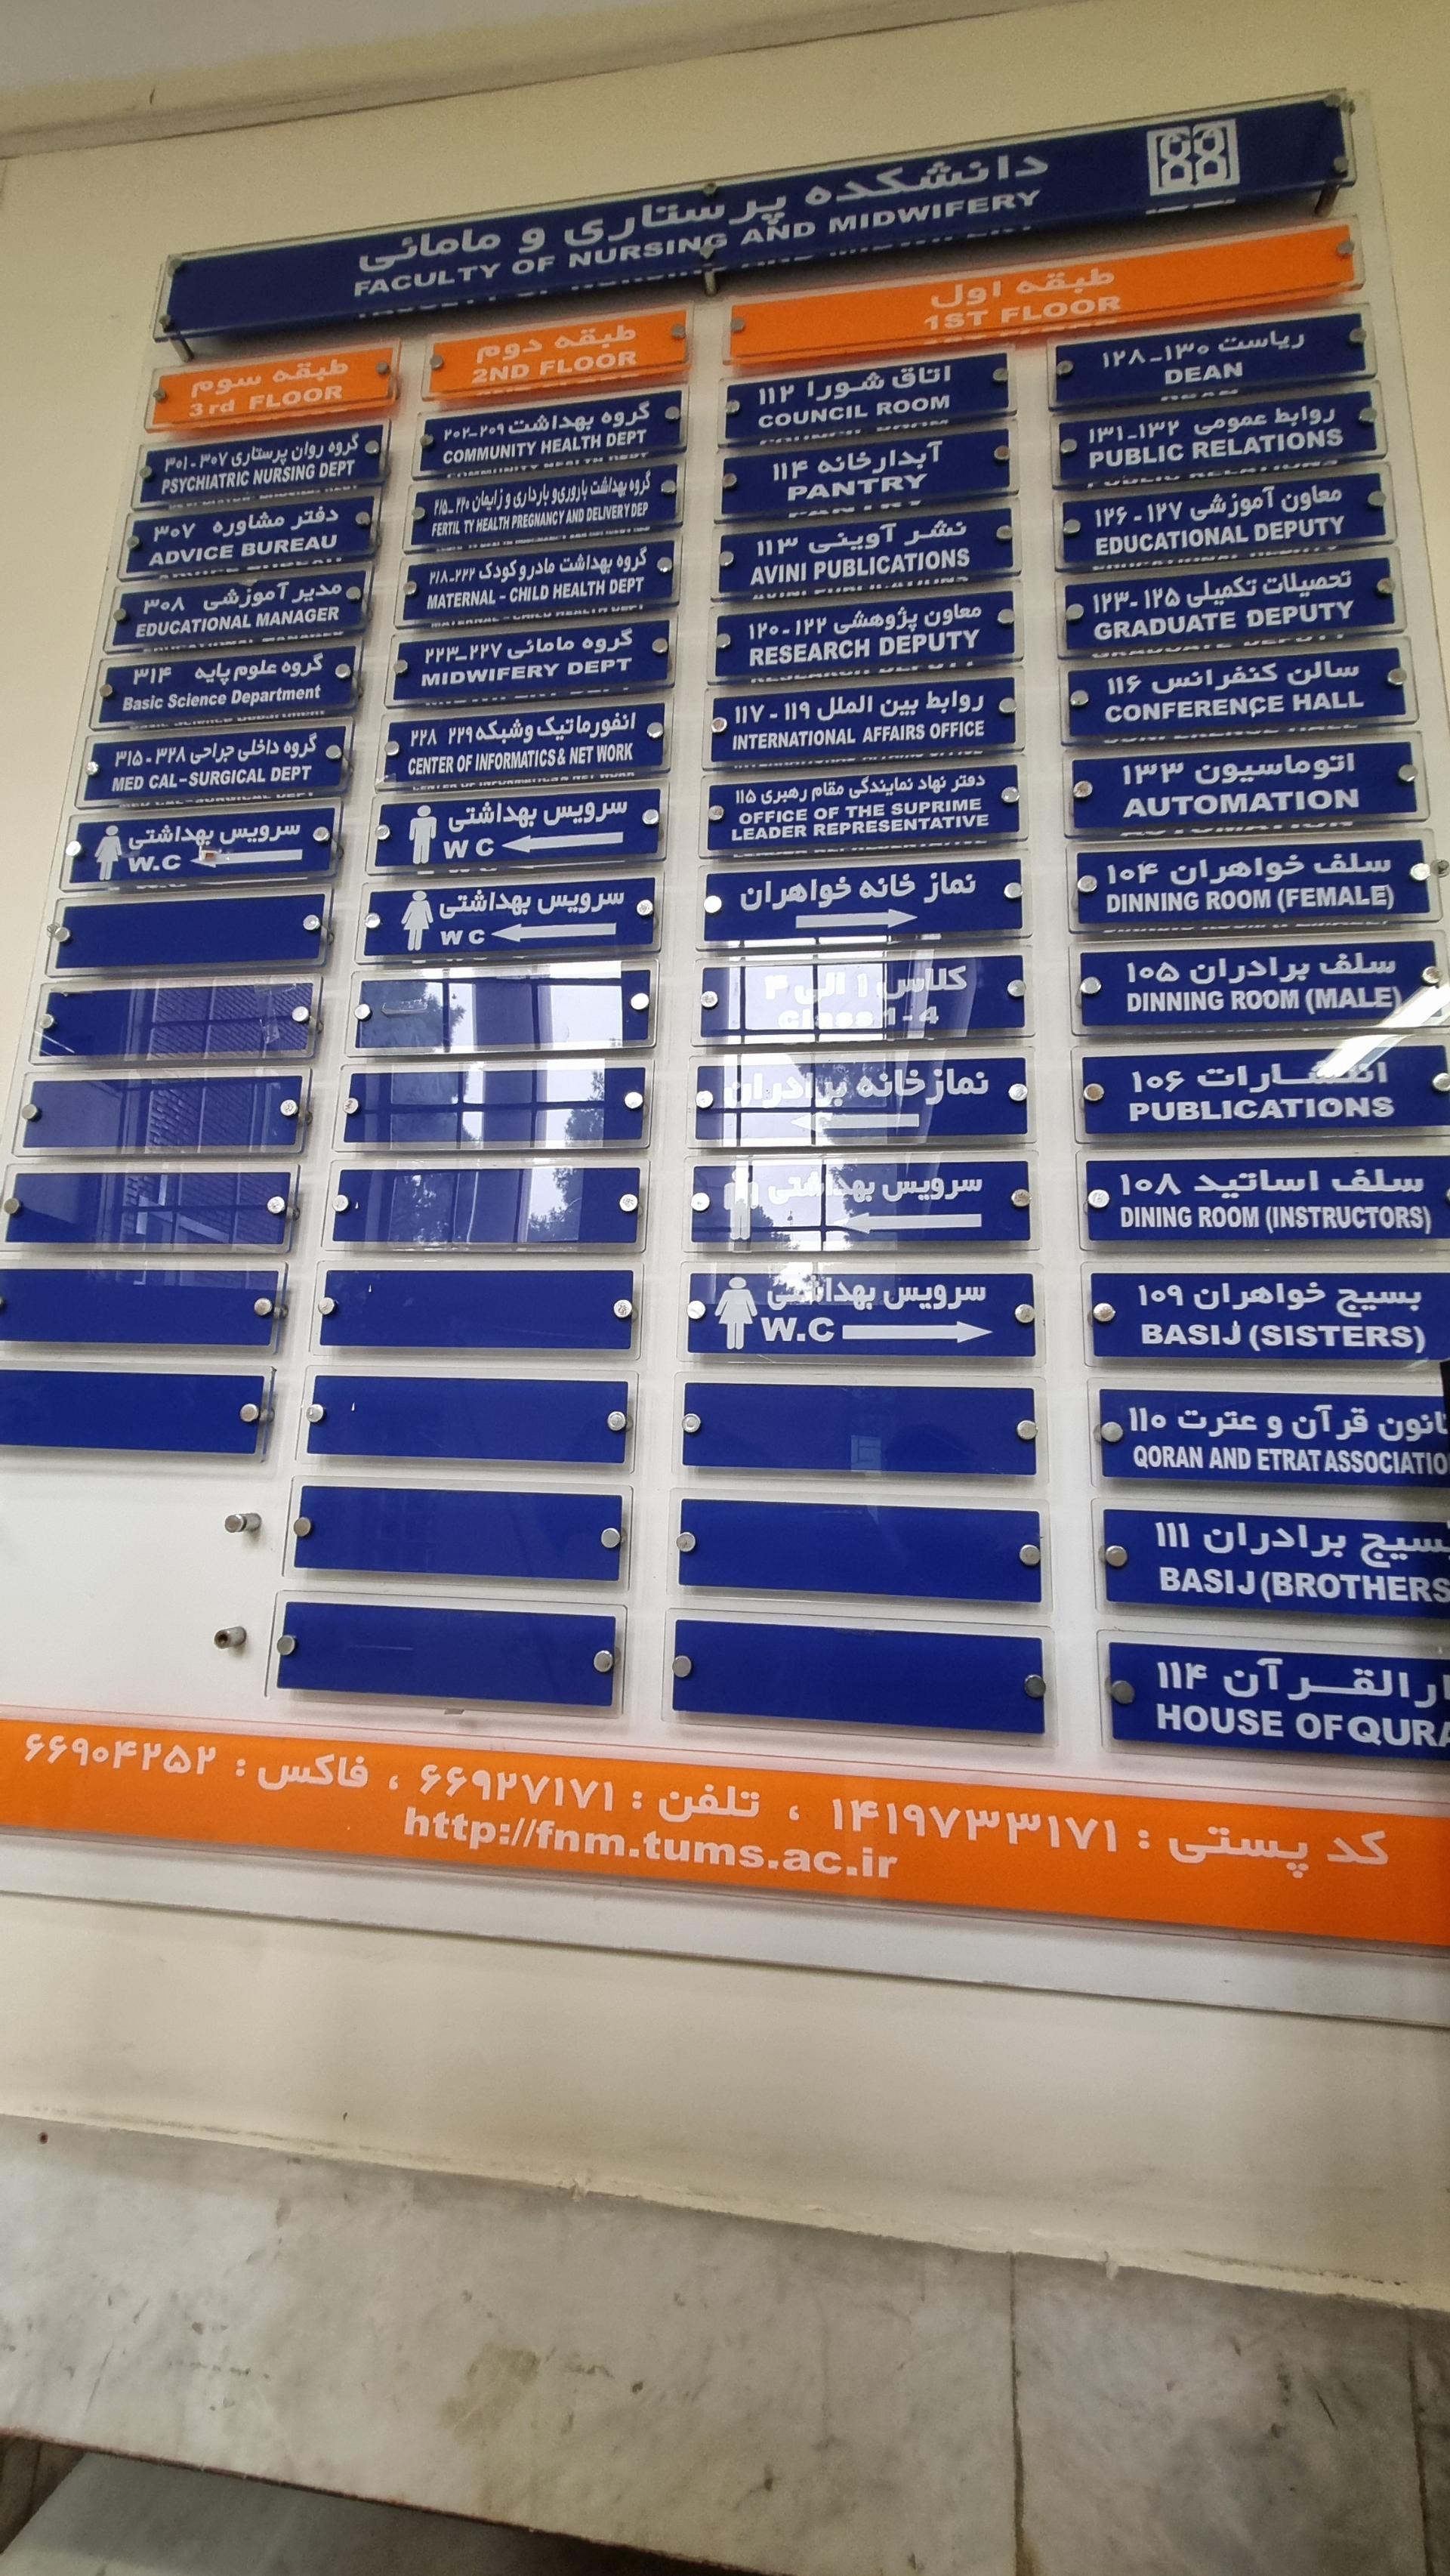 دانشکده پرستاری و مامائی
FACULTY OF NURSING AND MIDWIFERY
طبقه اول
1ST FLOOR
ریاست ۱۳۰-۱۲۸
DEAN
روابط عمومی ۱۳۲-۱۳۱
PUBLIC RELATIONS
معاون آموزشی ۱۲۷-۱۲۶
EDUCATIONAL DEPUTY
تحصیلات تکمیلی ۱۲۵-۱۲۳
GRADUATE DEPUTY
سالن کنفرانس ۱۱۶
CONFERENCE HALL
اتوماسیون ۱۳۳
AUTOMATION
سلف خواهران ۱۰۴
DINNING ROOM (FEMALE)
سلف برادران ۱۰۵
DINNING ROOM (MALE)
انتشارات ۱۰۶
PUBLICATIONS
سلف اساتید ۱۰۸
DINING ROOM (INSTRUCTORS)
بسیج خواهران ۱۰۹
BASIJ (SISTERS)
قرآن و عترت ۱۱۰
QORAN AND ETRAT
برادران ۱۱۱
BASIJ (BROTHERS
۱۱۴
HOUSE OF
اتاق شورا ۱۱۲
COUNCIL ROOM
آبدارخانه ۱۱۴
PANTRY
نشر آوینی ۱۱۳
AVINI PUBLICATIONS
معاون پژوهشی ۱۲۲-۱۲۰
RESEARCH DEPUTY
روابط بین الملل ۱۱۹-۱۱۷
INTERNATIONAL AFFAIRS OFFICE
دفتر نهاد نمایندگی مقام رهبری ۱۱۵
OFFICE OF THE SUPRIME
LEADER REPRESENTATIVE
نماز خانه خواهران
کلاس ۱ الی ۴
Class 1-4
نمازخانه برادران
سرویس بهداشتی
سرویس بهداشتی
W.C
طبقه دوم
2ND FLOOR
گروه بهداشت ۲۰۹-۲۰۲
COMMUNITY HEALTH DEPT
گروه بهداشت باروری و بارداری و زایمان ۲۲۰-۲۱۵
FERTIL TY HEALTH PREGNANCY AND DELIVERY DEP
گروه بهداشت مادر و کودک ۲۲۲-۲۱۸
MATERNAL - CHILD HEALTH DEPT
گروه مامائی ۲۲۷-۲۲۳
MIDWIFERY DEPT
انفورماتیک و شبکه ۲۲۹ ۲۲۸
CENTER OF INFORMATICS & NET WORK
سرویس بهداشتی
W C
سرویس بهداشتی
W C
طبقه سوم
3rd FLOOR
گروه روان پرستاری ۳۰۷-۳۰۱
PSYCHIATRIC NURSING DEPT
دفتر مشاوره ۳۰۷
ADVICE BUREAU
مدیر آموزشی ۳۰۸
EDUCATIONAL MANAGER
گروه علوم پایه ۳۱۴
Basic Science Department
گروه داخلی جراحی ۳۲۸-۳۱۵
MED CAL-SURGICAL DEPT
سرویس بهداشتی
W.C
کد پستی : ۱۴۱۹۷۳۳۱۷۱ ، تلفن : ۶۶۹۲۷۱۷۱ ، فاکس : ۶۶۹۰۴۲۵۲
http://fnm.tums.ac.ir